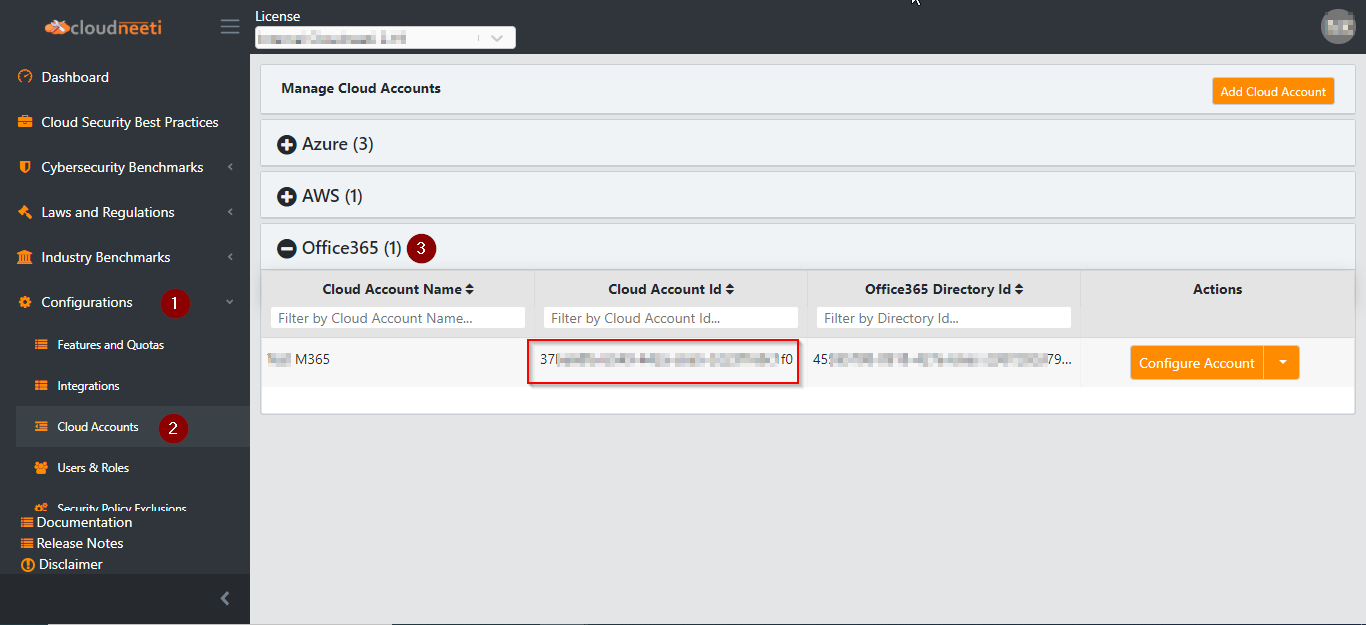 cloudneeti
License
Dashboard
Cloud Security Best Practices
Cybersecurity Benchmarks
Laws and Regulations
Industry Benchmarks
Configurations 1
Features and Quotas
Integrations
Cloud Accounts 2
Users & Roles
Security Policy Exclusions
Documentation
Release Notes
Disclaimer
Manage Cloud Accounts
Add Cloud Account
Azure (3)
AWS (1)
Office365 (1) 3
Cloud Account Name Cloud Account Id Office365 Directory Id Actions
Filter by Cloud Account Name... Filter by Cloud Account Id... Filter by Directory Id...
M365 37 f0 45 79... Configure Account